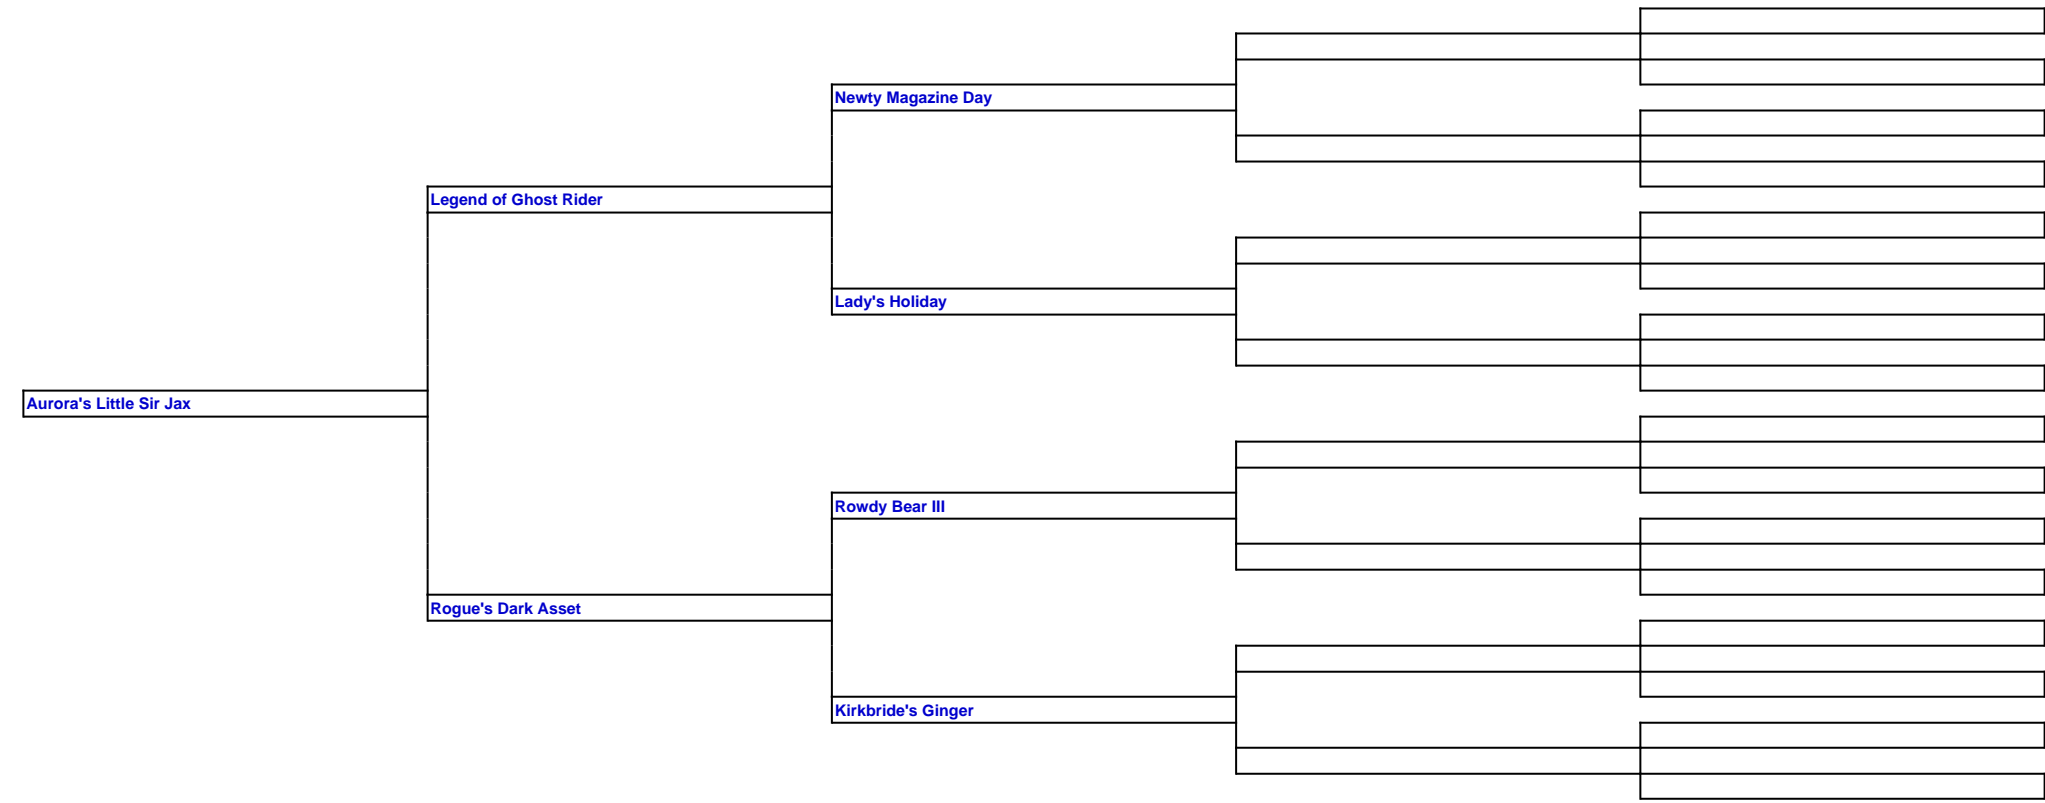 Newty Magazine Day
Legend of Ghost Rider
Lady's Holiday
Aurora's Little Sir Jax
Rowdy Bear III
Rogue's Dark Asset
Kirkbride's Ginger